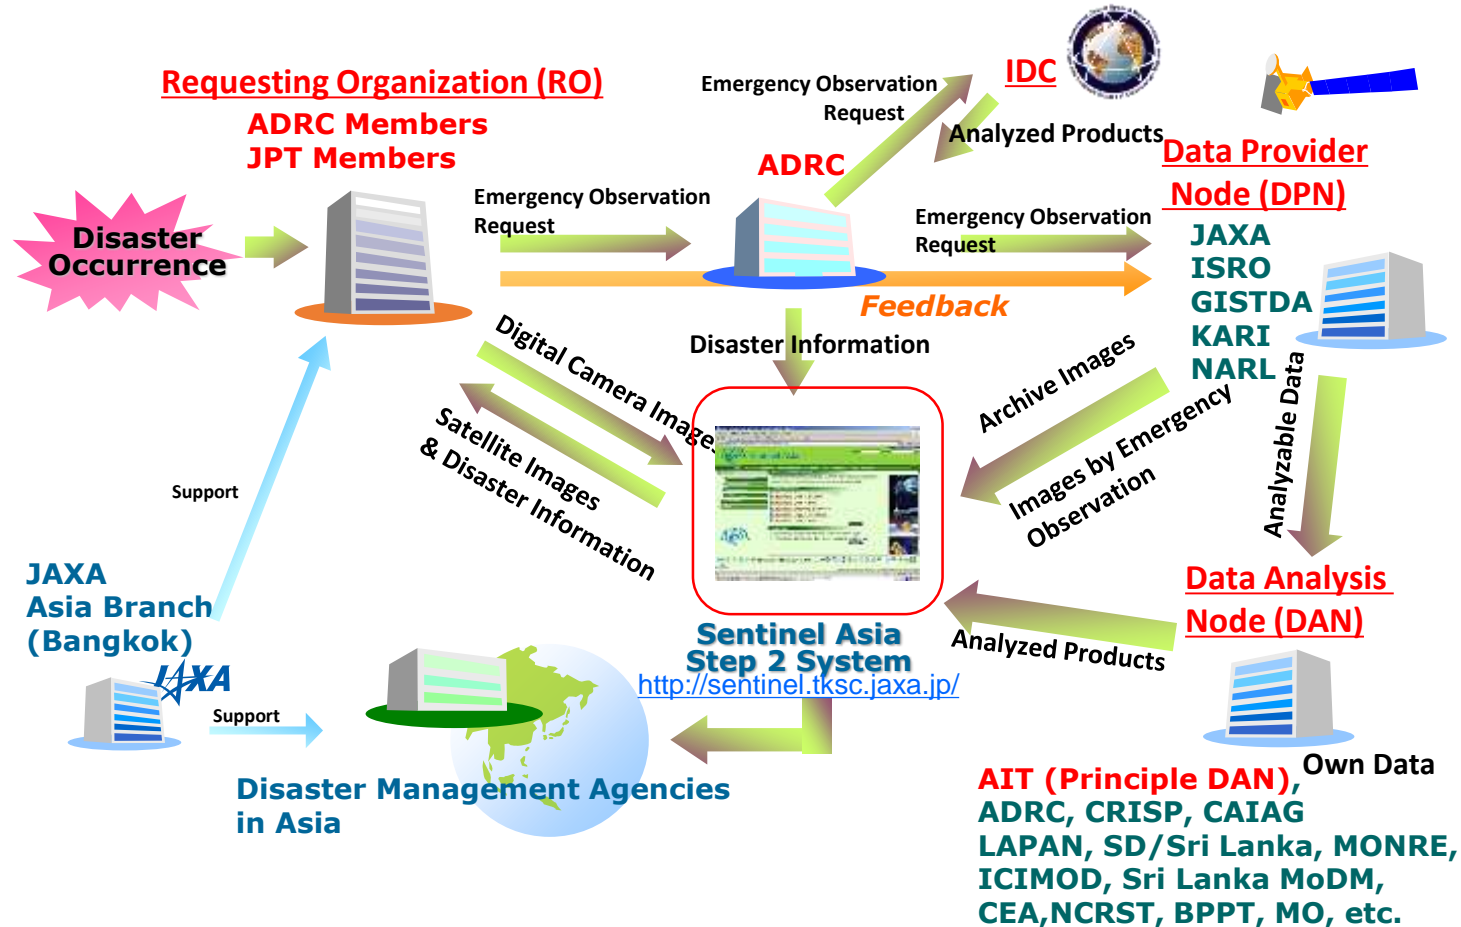 Requesting Organization (RO)
ADRC Members
JPT Members
Emergency Observation
Request
IDC
Analyzed Products
ADRC
Data Provider
Node (DPN)
JAXA
ISRO
GISTDA
KARI
NARL
Disaster
Occurrence
Emergency Observation
Request
Emergency Observation
Request
Feedback
Disaster Information
Digital Camera Images
Satellite Images
& Disaster Information
Archive Images
Images by Emergency
Observation
Analyzable Data
Support
JAXA
Asia Branch
(Bangkok)
JAXA
Support
Sentinel Asia
Step 2 System
http://sentinel.tksc.jaxa.jp/
Data Analysis
Node (DAN)
Analyzed Products
Disaster Management Agencies
in Asia
Own Data
AIT (Principle DAN),
ADRC, CRISP, CAIAG
LAPAN, SD/Sri Lanka, MONRE,
ICIMOD, Sri Lanka MoDM,
CEA,NCRST, BPPT, MO, etc.